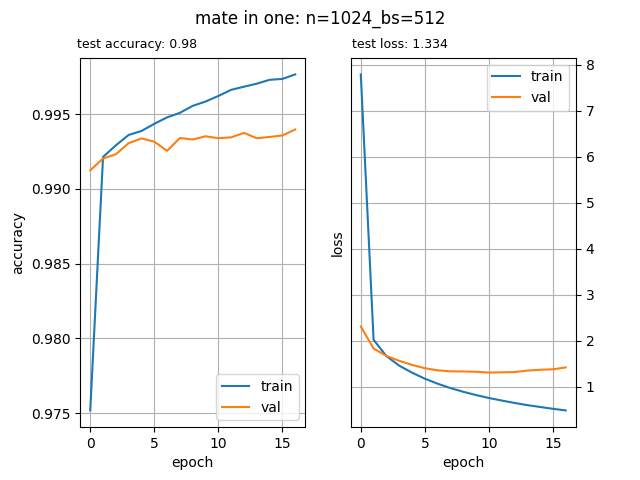 mate in one: n=1024_bs=512
test accuracy: 0.98
test loss: 1.334
accuracy
0.995
0.990
0.985
0.980
0.975
0
5
10
15
epoch
train
val
loss
8
7
6
5
4
3
2
1
0
5
10
15
epoch
train
val